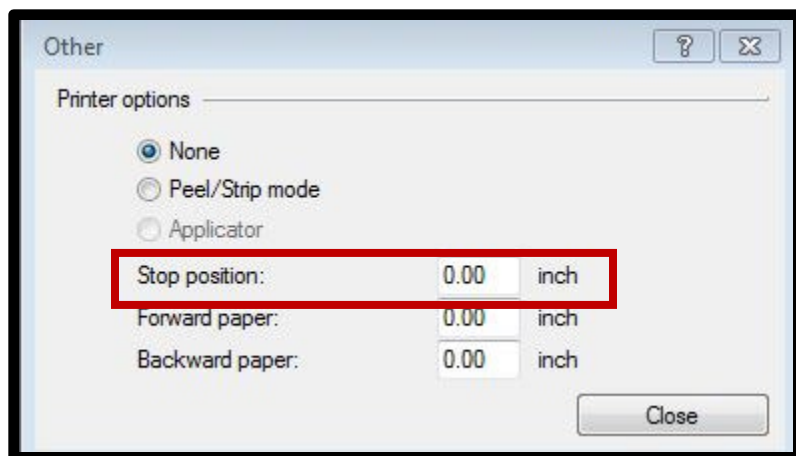 Other
Printer options
None
Peel/Strip mode
Applicator
Stop position: 0.00 inch
Forward paper: 0.00 inch
Backward paper: 0.00 inch
Close